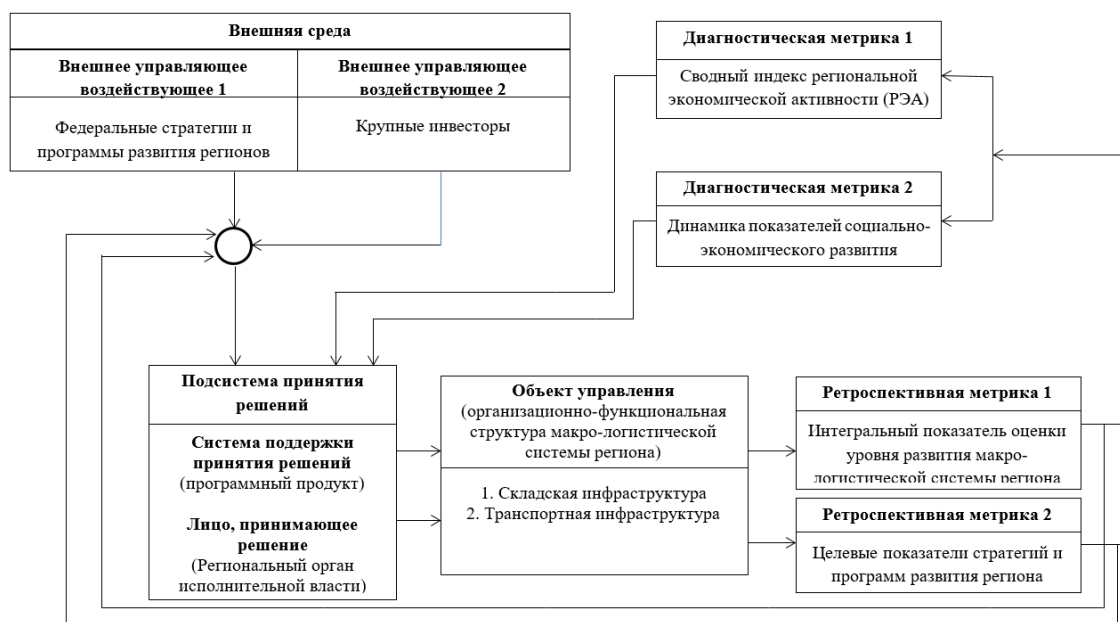 Внешняя среда
Внешнее управляющее
воздействующее 1
Внешнее управляющее
воздействующее 2
Федеральные стратегии и
программы развития регионов
Крупные инвесторы
Диагностическая метрика 1
Сводный индекс региональной
экономической активности (РЭА)
Диагностическая метрика 2
Динамика показателей социально-
экономического развития
Подсистема принятия
решений
Система поддержки
принятия решений
(программный продукт)
Лицо, принимающее
решение
(Региональный орган
исполнительной власти)
Объект управления
(организационно-функциональная
структура макро-логистической
системы региона)
1. Складская инфраструктура
2. Транспортная инфраструктура
Ретроспективная метрика 1
Интегральный показатель оценки
уровня развития макро-
логистической системы региона
Ретроспективная метрика 2
Целевые показатели стратегий и
программ развития региона